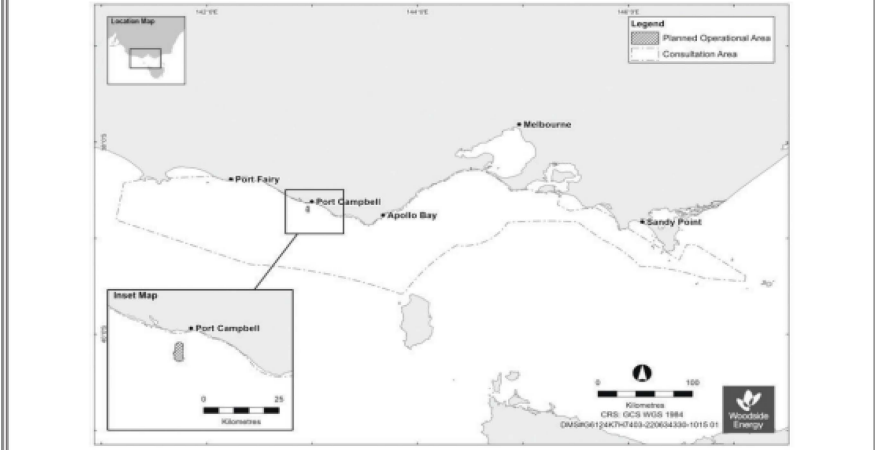 142°0'E
144°0'E
146°0'E
Location Map
Legend
Planned Operational Area
Consultation Area
Melbourne
Port Fairy
Port Campbell
Apollo Bay
Sandy Point
Inset Map
Port Campbell
0 25
Kilometres
0 100
Kilometres
CRS: GCS WGS 1984
Woodside
Energy